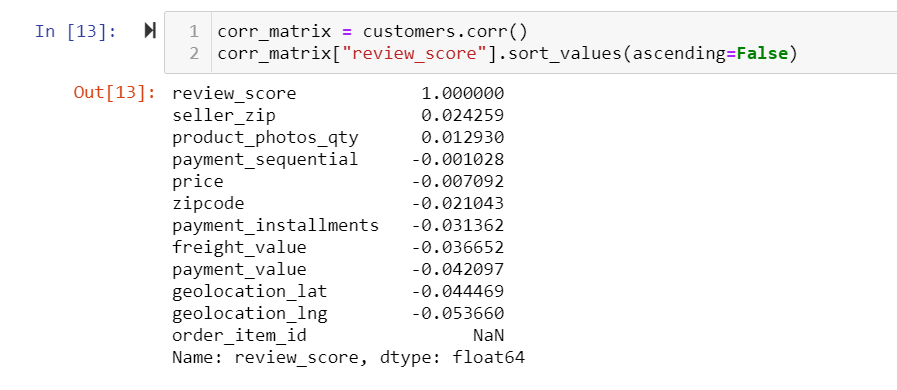 In [13]:
1 corr_matrix = customers.corr()
2 corr_matrix["review_score"].sort_values(ascending=False)
Out[13]:
review_score 1.000000
seller_zip 0.024259
product_photos_qty 0.012930
payment_sequential -0.001028
price -0.007092
zipcode -0.021043
payment_installments -0.031362
freight_value -0.036652
payment_value -0.042097
geolocation_lat -0.044469
geolocation_lng -0.053660
order_item_id NaN
Name: review_score, dtype: float64